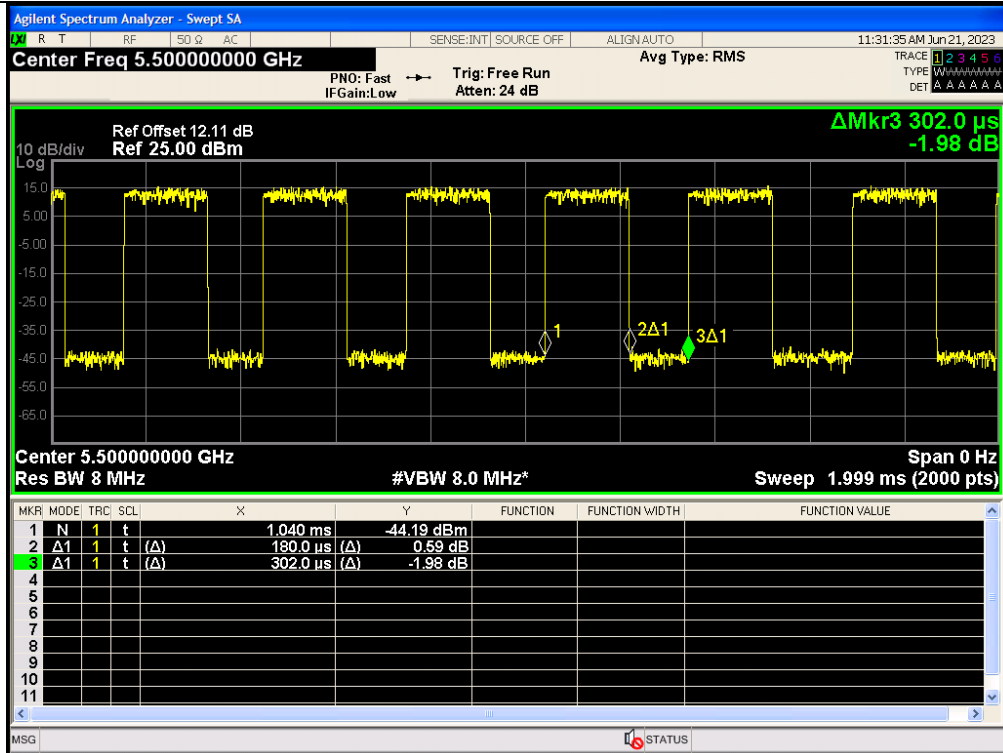 Agilent Spectrum Analyzer - Swept SA
LXI R T RF 50 Ω AC SENSE:INT SOURCE OFF ALIGN AUTO 11:31:35 AM Jun 21, 2023
Center Freq 5.500000000 GHz
Avg Type: RMS
PNO: Fast
IFGain:Low
Trig: Free Run
Atten: 24 dB
TRACE 1 2 3 4 5 6
TYPE WWWWWW
DET A A A A A A
ΔMkr3 302.0 µs
-1.98 dB
Ref Offset 12.11 dB
10 dB/div Ref 25.00 dBm
Log
15.0
5.00
-5.00
-15.0
-25.0
-35.0
-45.0
-55.0
-65.0
1
2Δ1
3Δ1
Center 5.500000000 GHz Span 0 Hz
Res BW 8 MHz #VBW 8.0 MHz* Sweep 1.999 ms (2000 pts)
MKR MODE TRC SCL X Y FUNCTION FUNCTION WIDTH FUNCTION VALUE
1 N 1 t 1.040 ms -44.19 dBm
2 Δ1 1 t (Δ) 180.0 µs (Δ) 0.59 dB
3 Δ1 1 t (Δ) 302.0 µs (Δ) -1.98 dB
4
5
6
7
8
9
10
11
MSG STATUS